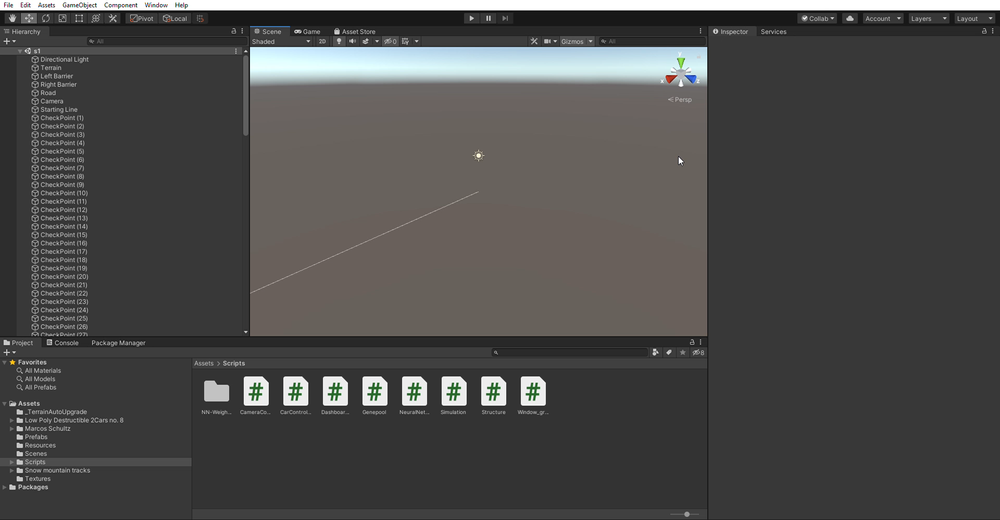 File Edit Assets GameObject Component Window Help
Pivot Local Collab Account Layers Layout
Hierarchy
All
s1
Directional Light
Terrain
Left Barrier
Right Barrier
Road
Camera
Starting Line
CheckPoint (1)
CheckPoint (2)
CheckPoint (3)
CheckPoint (4)
CheckPoint (5)
CheckPoint (6)
CheckPoint (7)
CheckPoint (8)
CheckPoint (9)
CheckPoint (10)
CheckPoint (11)
CheckPoint (12)
CheckPoint (13)
CheckPoint (14)
CheckPoint (15)
CheckPoint (16)
CheckPoint (17)
CheckPoint (18)
CheckPoint (19)
CheckPoint (20)
CheckPoint (21)
CheckPoint (22)
CheckPoint (23)
CheckPoint (24)
CheckPoint (25)
CheckPoint (26)
CheckPoint (27)
Scene Game Asset Store
Shaded 2D 0 Gizmos All
y
x z
Persp
Inspector Services
Project Console Package Manager
8
Favorites
All Materials
All Models
All Prefabs
Assets
_TerrainAutoUpgrade
Low Poly Destructible 2Cars no. 8
Marcos Schultz
Prefabs
Resources
Scenes
Scripts
Snow mountain tracks
Textures
Packages
Assets > Scripts
# # # # # # # #
NN-Weigh... CameraCo... CarControl... Dashboar... Genepool NeuralNet... Simulation Structure Window_gr...